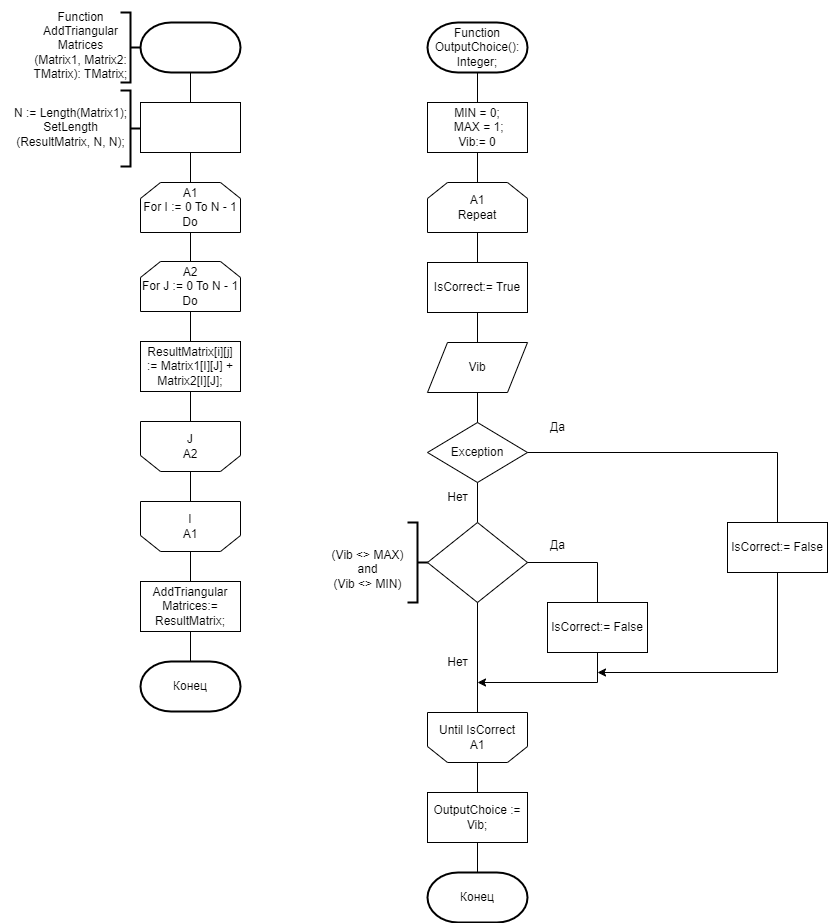 Function
AddTriangular
Matrices
(Matrix1, Matrix2:
TMatrix): TMatrix;
N := Length(Matrix1);
SetLength
(ResultMatrix, N, N);
A1
For I := 0 To N - 1
Do
A2
For J := 0 To N - 1
Do
ResultMatrix[i][j]
:= Matrix1[I][J] +
Matrix2[I][J];
J
A2
I
A1
AddTriangular
Matrices:=
ResultMatrix;
Конец
Function
OutputChoice():
Integer;
MIN = 0;
MAX = 1;
Vib:= 0
A1
Repeat
IsCorrect:= True
Vib
Exception
Да
Нет
IsCorrect:= False
(Vib <> MAX)
and
(Vib <> MIN)
Да
IsCorrect:= False
Нет
Until IsCorrect
A1
OutputChoice :=
Vib;
Конец